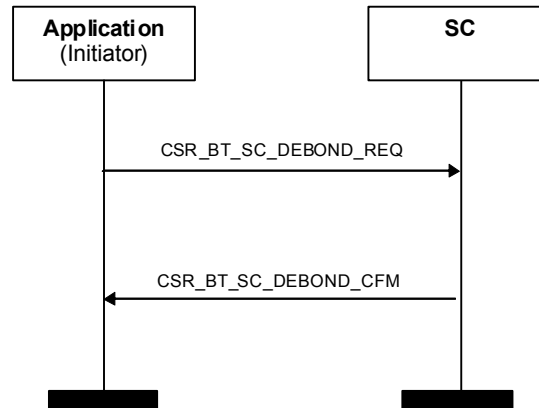 Application
(Initiator)
SC
CSR_BT_SC_DEBOND_REQ
CSR_BT_SC_DEBOND_CFM